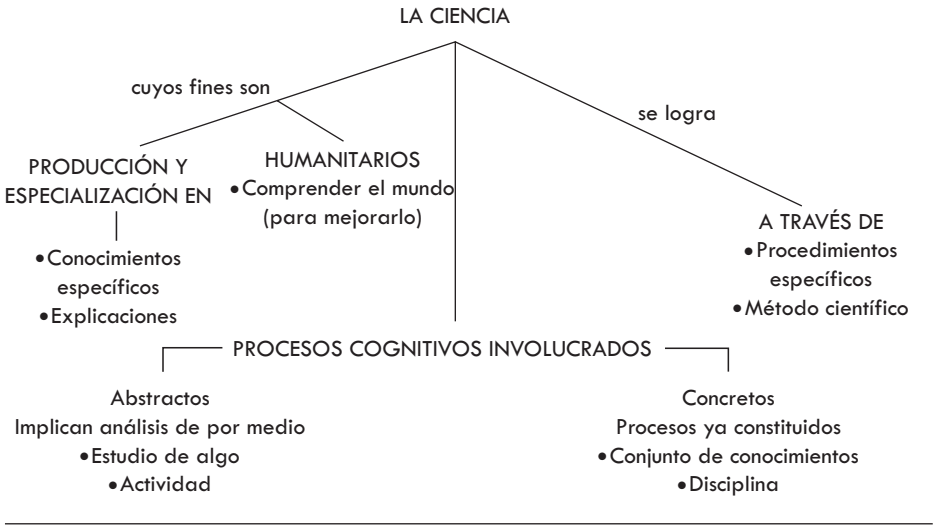 LA CIENCIA
cuyos fines son
se logra
PRODUCCIÓN Y
ESPECIALIZACIÓN EN
•Conocimientos
específicos
•Explicaciones
HUMANITARIOS
•Comprender el mundo
(para mejorarlo)
A TRAVÉS DE
•Procedimientos
específicos
•Método científico
PROCESOS COGNITIVOS INVOLUCRADOS
Abstractos
Implican análisis de por medio
•Estudio de algo
•Actividad
Concretos
Procesos ya constituidos
•Conjunto de conocimientos
•Disciplina